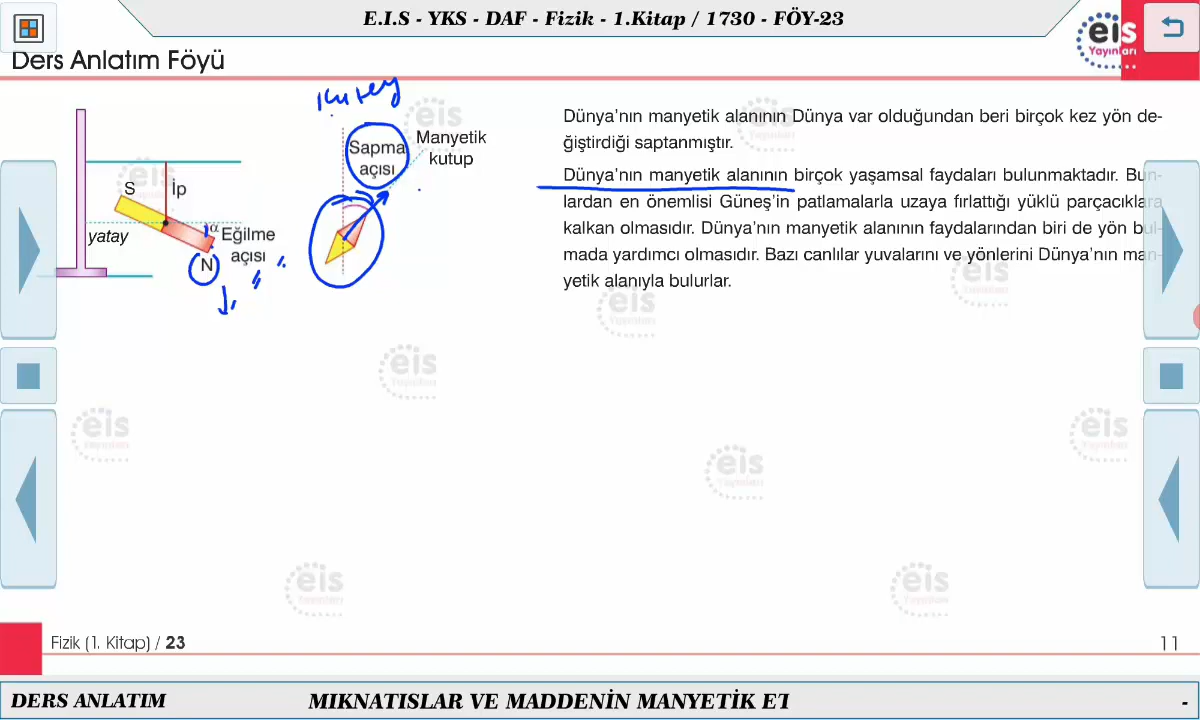 E.I.S - YKS - DAF - Fizik - 1.Kitap / 1730 - FÖY-23
eis
Yayınları
Ders Anlatım Föyü
Kuzey
Sapma
açısı
Manyetik
kutup
S
İp
yatay
α
Eğilme
açısı
N
Dünya’nın manyetik alanının Dünya var olduğundan beri birçok kez yön de-
ğiştirdiği saptanmıştır.
Dünya’nın manyetik alanının birçok yaşamsal faydaları bulunmaktadır. Bun-
lardan en önemlisi Güneş’in patlamalarla uzaya fırlattığı yüklü parçacıklara
kalkan olmasıdır. Dünya’nın manyetik alanının faydalarından biri de yön bul-
mada yardımcı olmasıdır. Bazı canlılar yuvalarını ve yönlerini Dünya’nın man-
yetik alanıyla bulurlar.
Fizik (1. Kitap) / 23
11
DERS ANLATIM
MIKNATISLAR VE MADDENİN MANYETİK ET
-